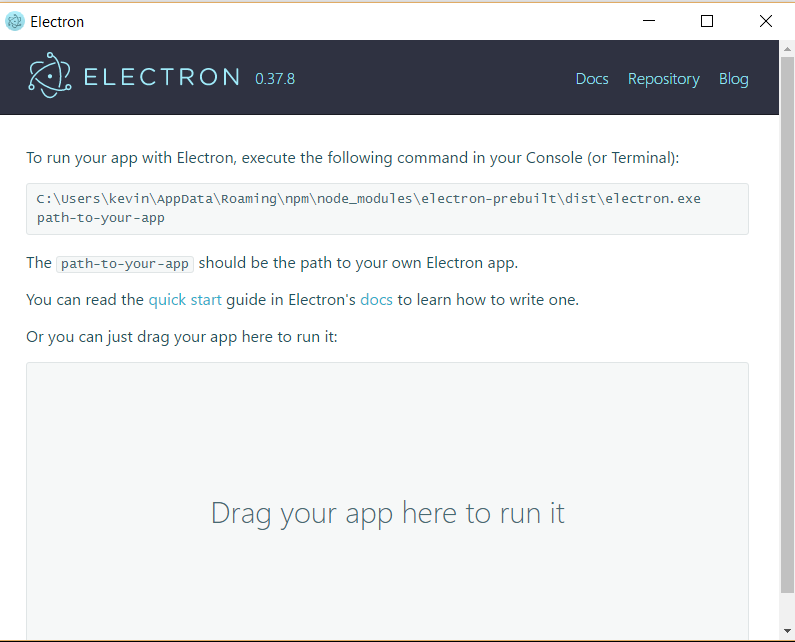 Electron
ELECTRON 0.37.8 Docs Repository Blog
To run your app with Electron, execute the following command in your Console (or Terminal):
C:\Users\kevin\AppData\Roaming\npm\node_modules\electron-prebuilt\dist\electron.exe
path-to-your-app
The path-to-your-app should be the path to your own Electron app.
You can read the quick start guide in Electron's docs to learn how to write one.
Or you can just drag your app here to run it:
Drag your app here to run it